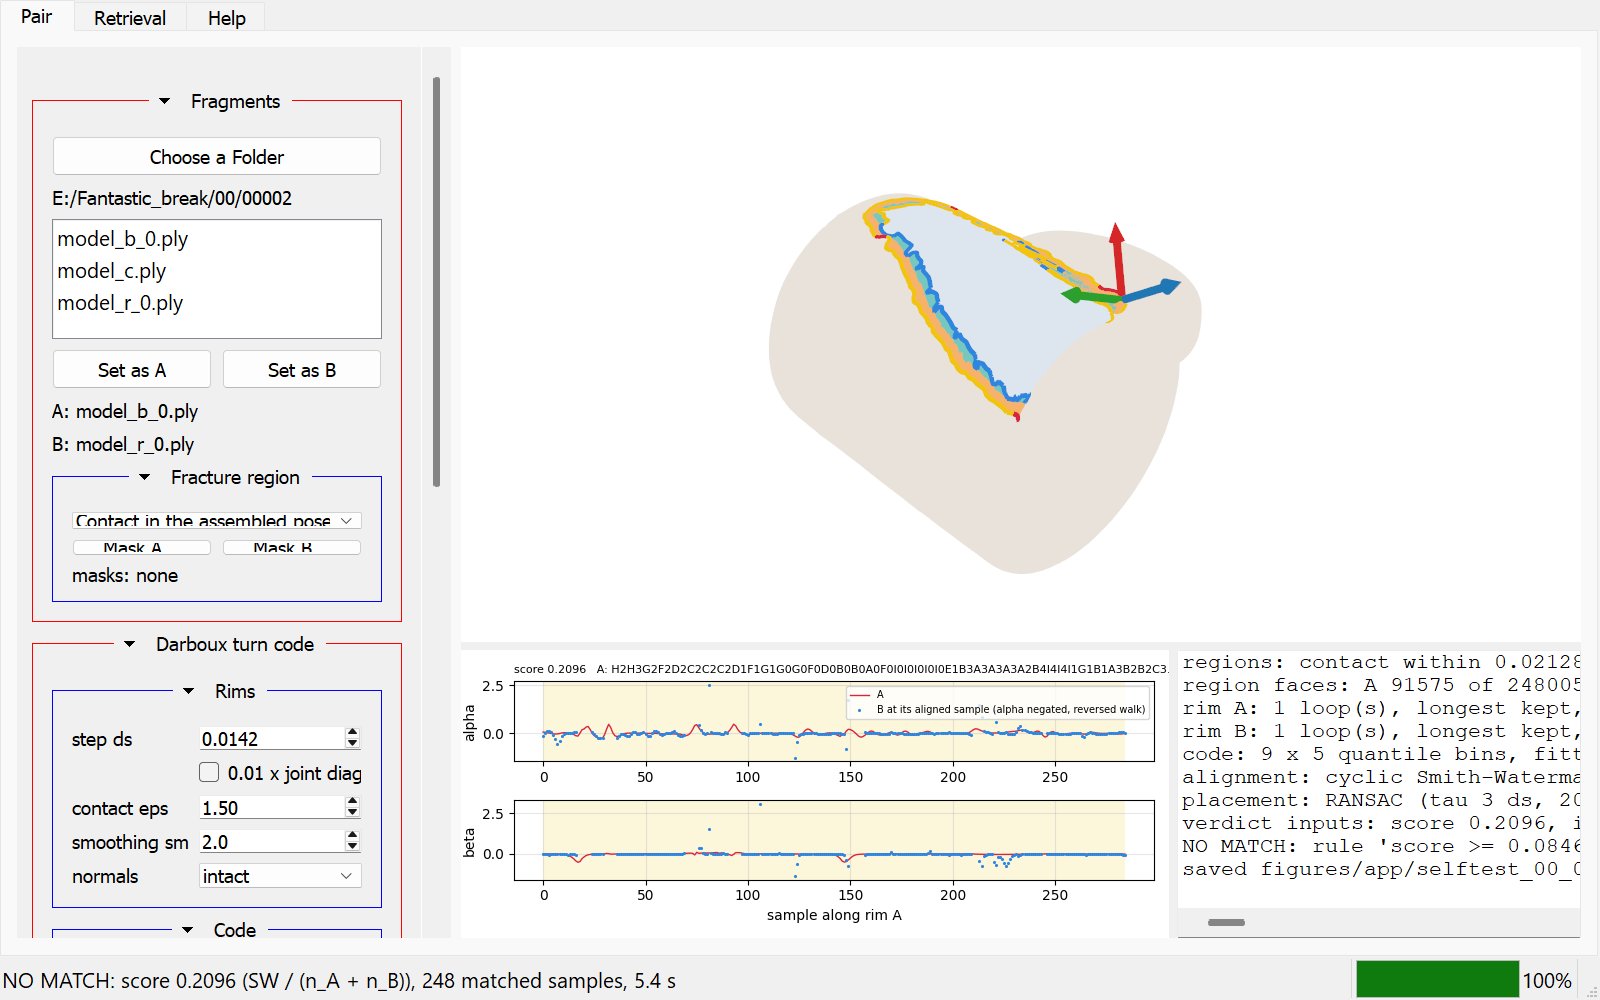 Pair Retrieval Help
Fragments
Choose a Folder
E:/Fantastic_break/00/00002
model_b_0.ply
model_c.ply
model_r_0.ply
Set as A Set as B
A: model_b_0.ply
B: model_r_0.ply
Fracture region
Contact in the assembled pose
Mask A Mask B
masks: none
Darboux turn code
Rims
step ds 0.0142
0.01 x joint diag
contact eps 1.50
smoothing sm 2.0
normals intact
Code
score 0.2096 A: H2H3G2F2D2C2C2C2D1F1G1G0G0F0D0B0B0A0F0I0I0I0I0I0E1B3A3A3A3A2B4I4I4I1G1B1A3B2B2C3.
A
B at its aligned sample (alpha negated, reversed walk)
alpha
2.5
0.0
0 50 100 150 200 250
beta
2.5
0.0
0 50 100 150 200 250
sample along rim A
regions: contact within 0.02128
region faces: A 91575 of 248005
rim A: 1 loop(s), longest kept,
rim B: 1 loop(s), longest kept,
code: 9 x 5 quantile bins, fitt
alignment: cyclic Smith-Waterma
placement: RANSAC (tau 3 ds, 20
verdict inputs: score 0.2096, i
NO MATCH: rule 'score >= 0.0846
saved figures/app/selftest_00_0
NO MATCH: score 0.2096 (SW / (n_A + n_B)), 248 matched samples, 5.4 s
100%